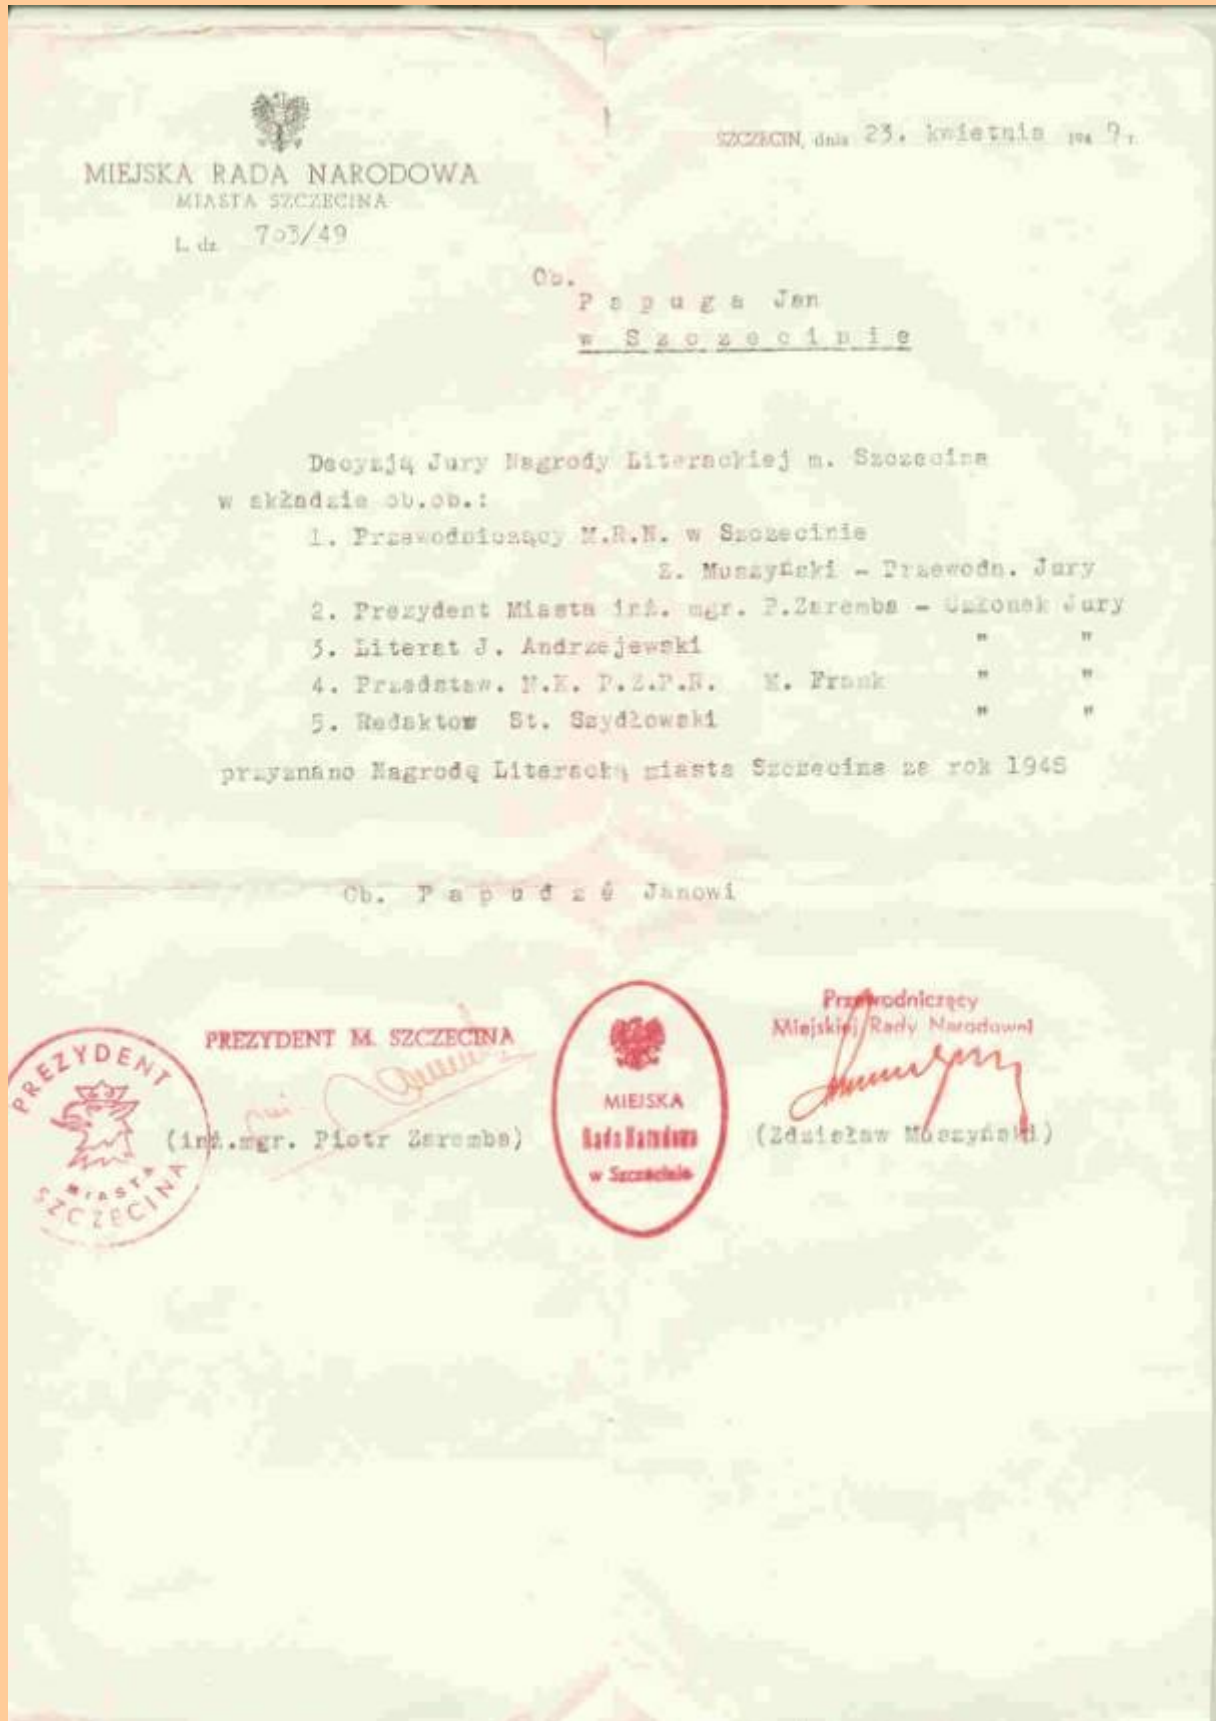 MIEJSKA RADA NARODOWA
MIASTA SZCZECINA
L. dz. 703/49
SZCZECIN, dnia 23. kwietnia 194 9 r.
Ob.
P a p u g a Jan
w S z c z e c i n i e
Decyzją Jury Nagrody Literackiej m. Szczecina
w składzie ob.ob.:
1. Przewodniczący M.R.N. w Szczecinie
Z. Muszyński - Przewodn. Jury
2. Prezydent Miasta inż. mgr. P.Zaremba - Członek Jury
3. Literat J. Andrzejewski " "
4. Przedstaw. M.K. P.Z.P.R. M. Frank " "
5. Redaktor St. Szydłowski " "
przyznano Nagrodę Literacką miasta Szczecina za rok 1948
Ob. P a p u d z e Janowi
PREZYDENT M. SZCZECINA
(inż.mgr. Piotr Zaremba)
PREZYDENT
MIASTA
SZCZECINA
MIEJSKA
Rada Narodowa
w Szczecinie
Przewodniczący
Miejskiej Rady Narodowej
(Zdzisław Muszyński)